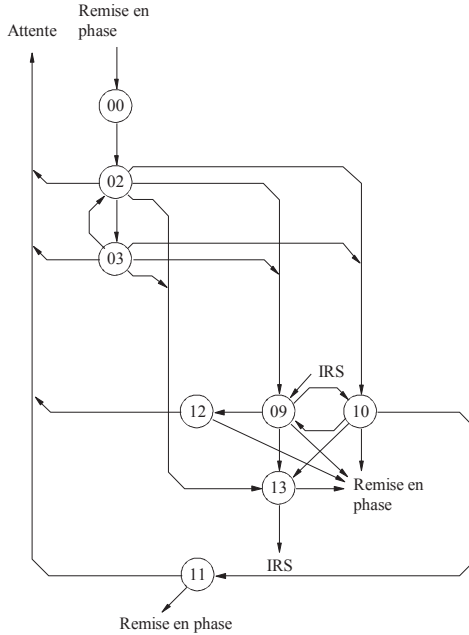 Remise en
phase
Attente
00
02
03
IRS
12
09
10
13
Remise en
phase
IRS
11
Remise en phase